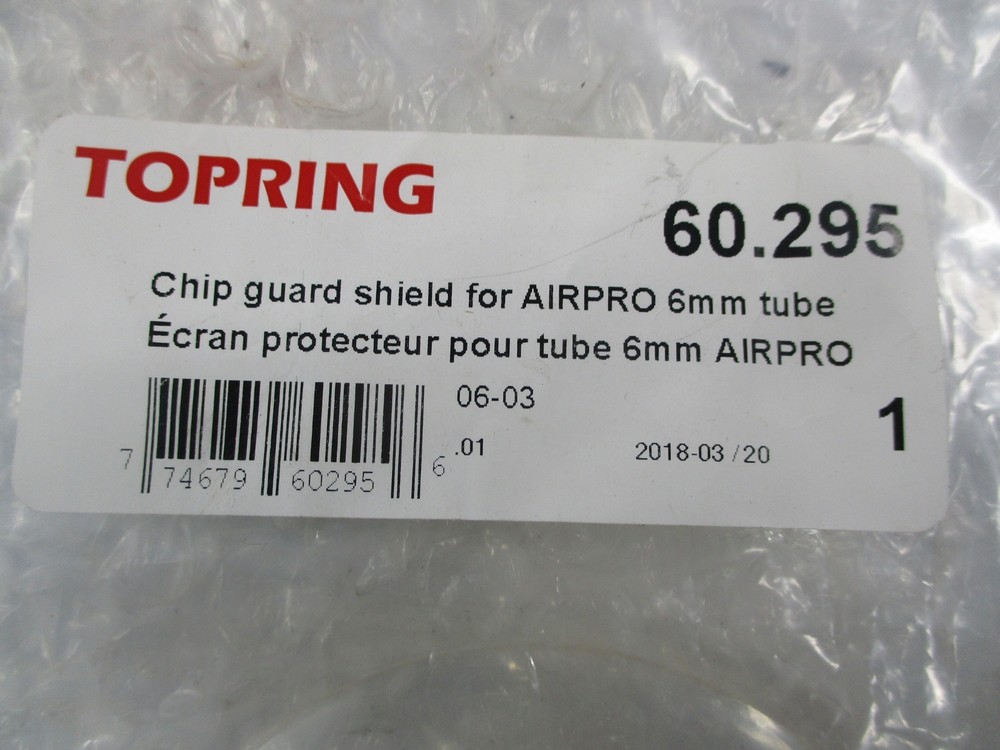 TOPRING
60.295
Chip guard shield for AIRPRO 6mm tube
Écran protecteur pour tube 6mm AIRPRO
06-03
1
.01
2018-03 /20
7 74679 60295 6